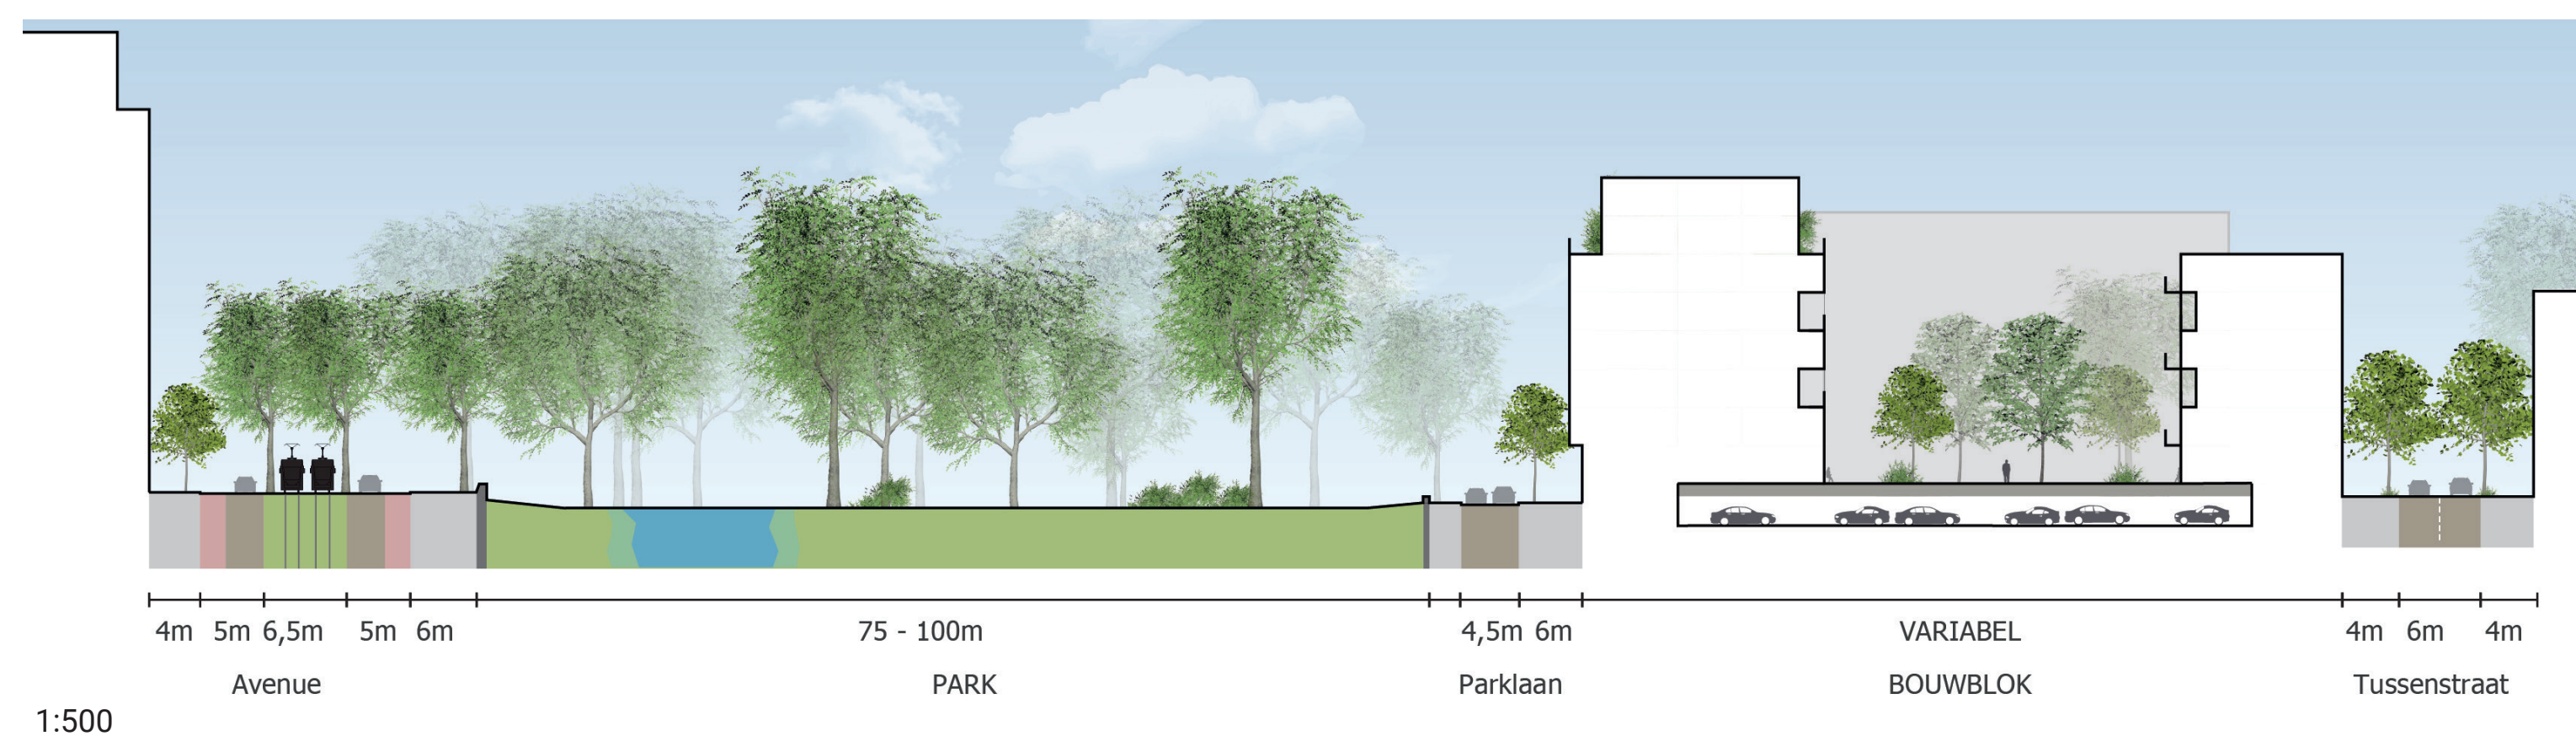 4m 5m 6,5m 5m 6m 75 - 100m 4,5m 6m VARIABEL 4m 6m 4m
Avenue PARK Parklaan BOUWBLOK Tussenstraat
1:500